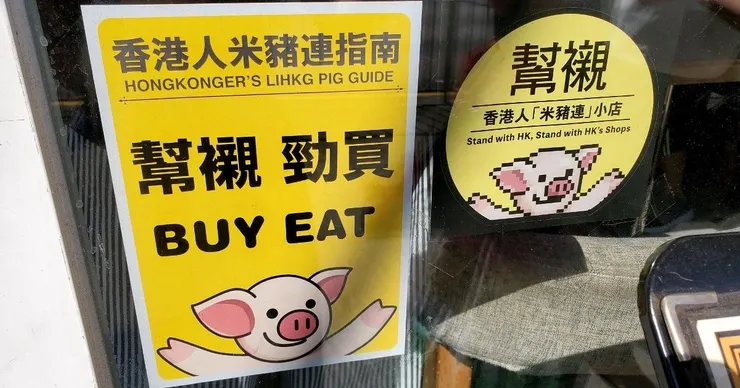 香港人米豬連指南
HONGKONGER'S LIHKG PIG GUIDE
幫襯 勁買
BUY EAT
幫襯
香港人「米豬連」小店
Stand with HK, Stand with HK's Shops